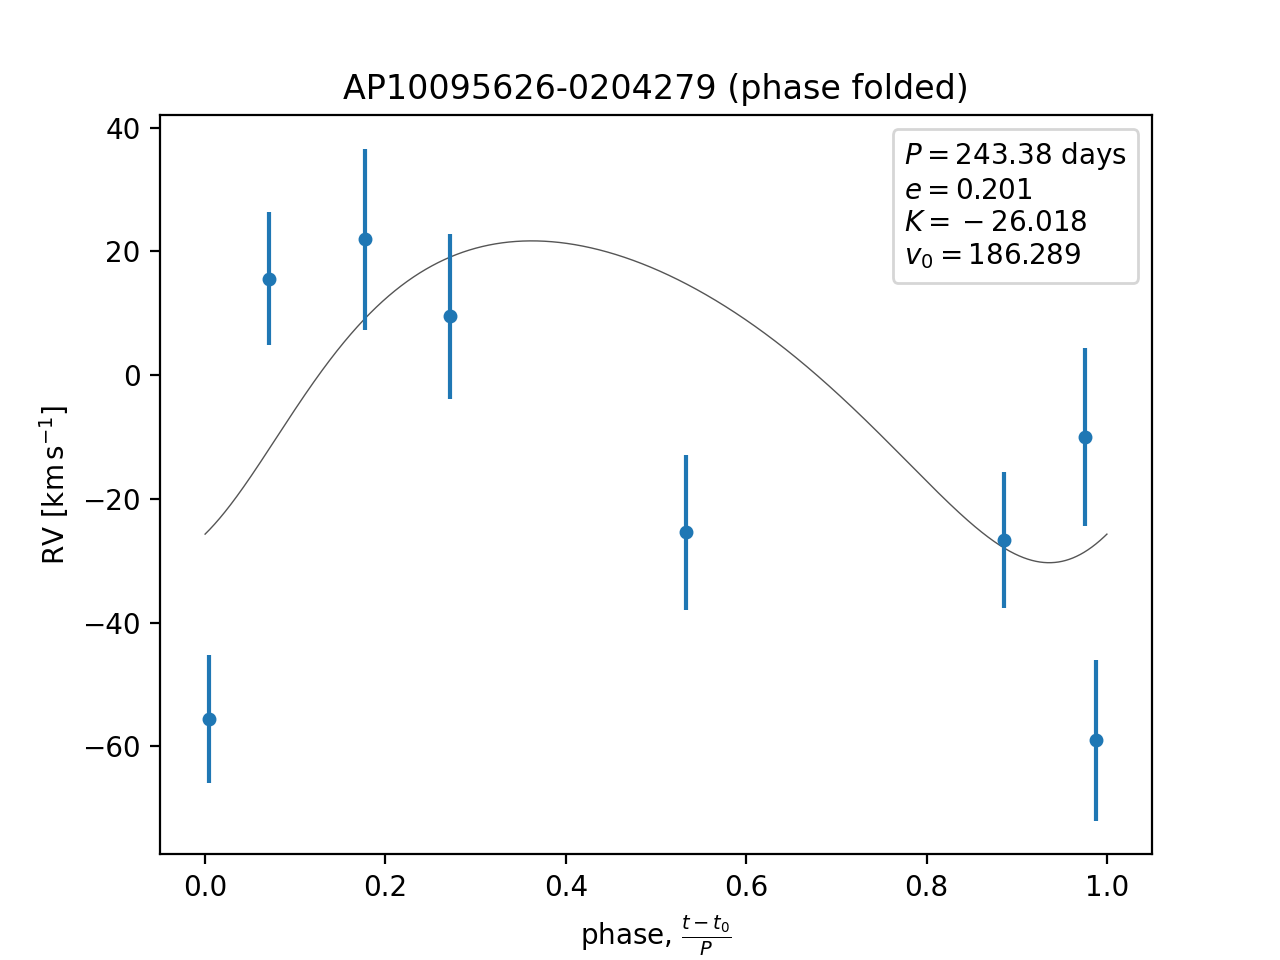 AP10095626-0204279 (phase folded)
P = 243.38 days
e = 0.201
K = −26.018
v₀ = 186.289
40
20
0
−20
−40
−60
RV [km s⁻¹]
0.0 0.2 0.4 0.6 0.8 1.0
phase, (t − t₀)/P